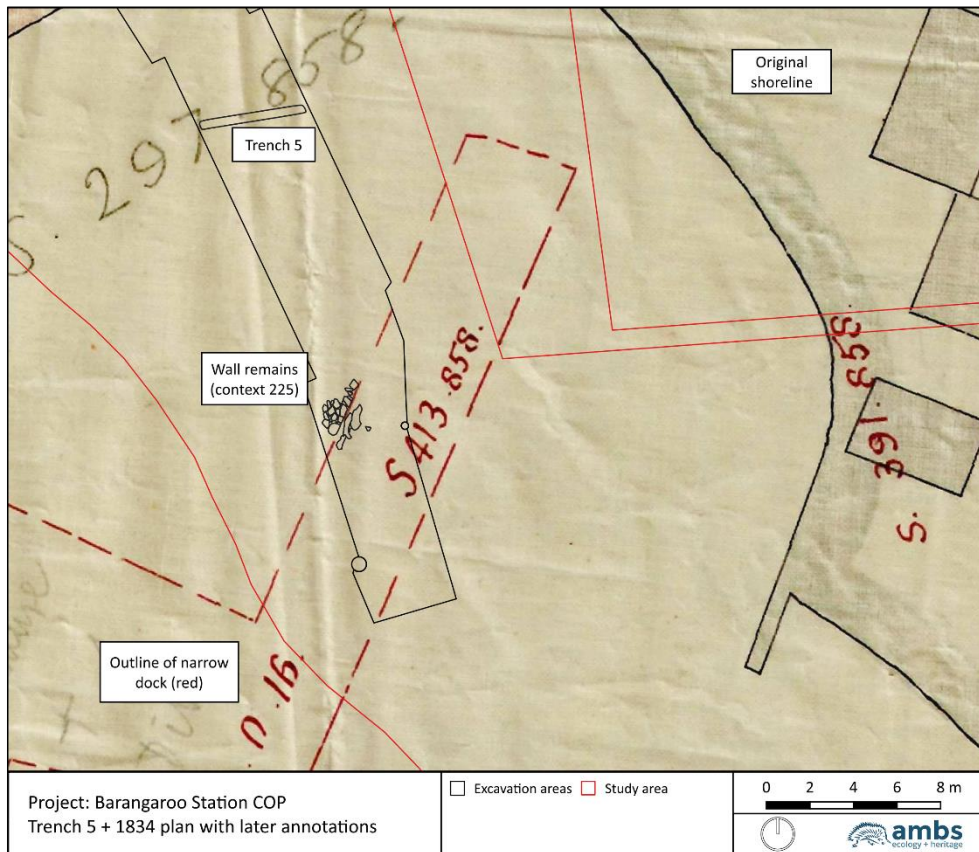 S. 297 858.
Original
shoreline
Trench 5
Wall remains
(context 225)
S 413.858.
S. 391.858.
Outline of narrow
dock (red)
Project: Barangaroo Station COP
Trench 5 + 1834 plan with later annotations
Excavation areas
Study area
0 2 4 6 8 m
ambs
ecology + heritage